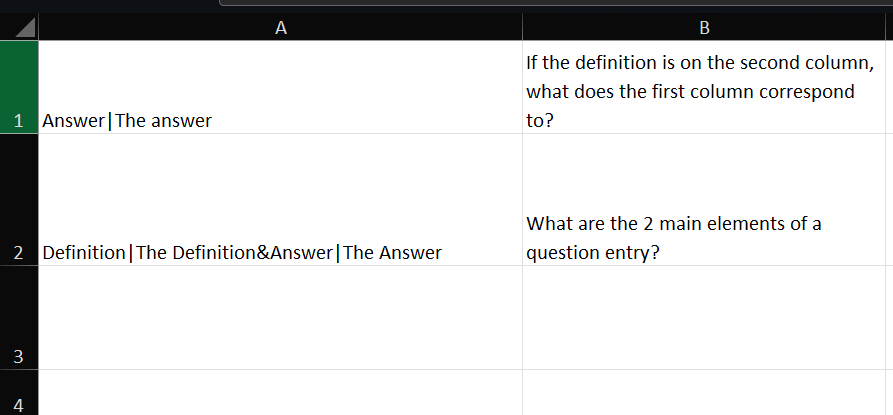 A B
If the definition is on the second column,
what does the first column correspond
1 Answer|The answer to?
What are the 2 main elements of a
2 Definition|The Definition&Answer|The Answer question entry?
3
4